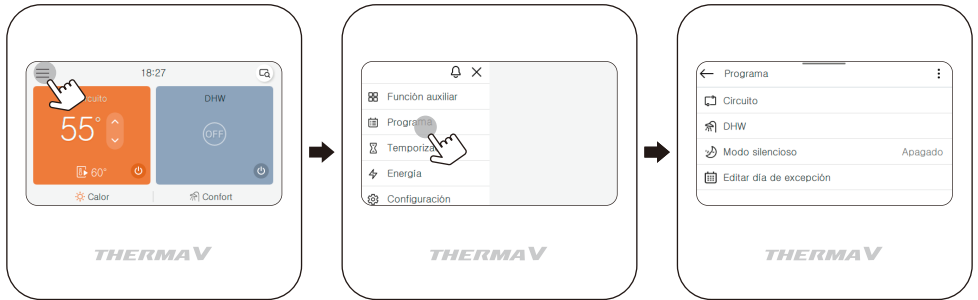 18:27
Circuito
DHW
55°
OFF
60°
Calor
Confort
THERMA V
Función auxiliar
Programa
Temporiza
Energía
Configuración
THERMA V
Programa
Circuito
DHW
Modo silencioso Apagado
Editar día de excepción
THERMA V